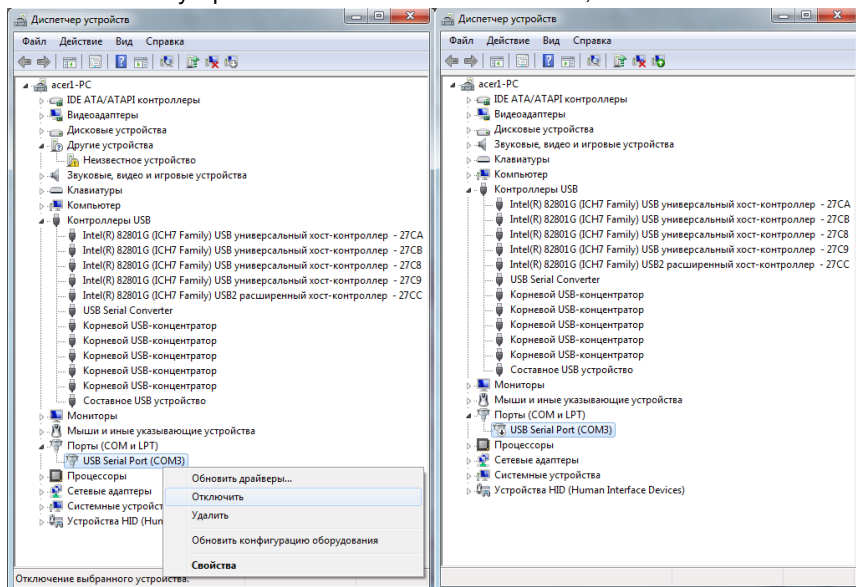 Диспетчер устройств
Файл Действие Вид Справка
acer1-PC
IDE ATA/ATAPI контроллеры
Видеоадаптеры
Дисковые устройства
Другие устройства
Неизвестное устройство
Звуковые, видео и игровые устройства
Клавиатуры
Компьютер
Контроллеры USB
Intel(R) 82801G (ICH7 Family) USB универсальный хост-контроллер - 27CA
Intel(R) 82801G (ICH7 Family) USB универсальный хост-контроллер - 27CB
Intel(R) 82801G (ICH7 Family) USB универсальный хост-контроллер - 27C8
Intel(R) 82801G (ICH7 Family) USB универсальный хост-контроллер - 27C9
Intel(R) 82801G (ICH7 Family) USB2 расширенный хост-контроллер - 27CC
USB Serial Converter
Корневой USB-концентратор
Корневой USB-концентратор
Корневой USB-концентратор
Корневой USB-концентратор
Корневой USB-концентратор
Составное USB устройство
Мониторы
Мыши и иные указывающие устройства
Порты (COM и LPT)
USB Serial Port (COM3)
Процессоры
Сетевые адаптеры
Системные устройст
Устройства HID (Hun
Обновить драйверы...
Отключить
Удалить
Обновить конфигурацию оборудования
Свойства
Отключение выбранного устройства.
Диспетчер устройств
Файл Действие Вид Справка
acer1-PC
IDE ATA/ATAPI контроллеры
Видеоадаптеры
Дисковые устройства
Звуковые, видео и игровые устройства
Клавиатуры
Компьютер
Контроллеры USB
Intel(R) 82801G (ICH7 Family) USB универсальный хост-контроллер - 27CA
Intel(R) 82801G (ICH7 Family) USB универсальный хост-контроллер - 27CB
Intel(R) 82801G (ICH7 Family) USB универсальный хост-контроллер - 27C8
Intel(R) 82801G (ICH7 Family) USB универсальный хост-контроллер - 27C9
Intel(R) 82801G (ICH7 Family) USB2 расширенный хост-контроллер - 27CC
USB Serial Converter
Корневой USB-концентратор
Корневой USB-концентратор
Корневой USB-концентратор
Корневой USB-концентратор
Корневой USB-концентратор
Составное USB устройство
Мониторы
Мыши и иные указывающие устройства
Порты (COM и LPT)
USB Serial Port (COM3)
Процессоры
Сетевые адаптеры
Системные устройства
Устройства HID (Human Interface Devices)